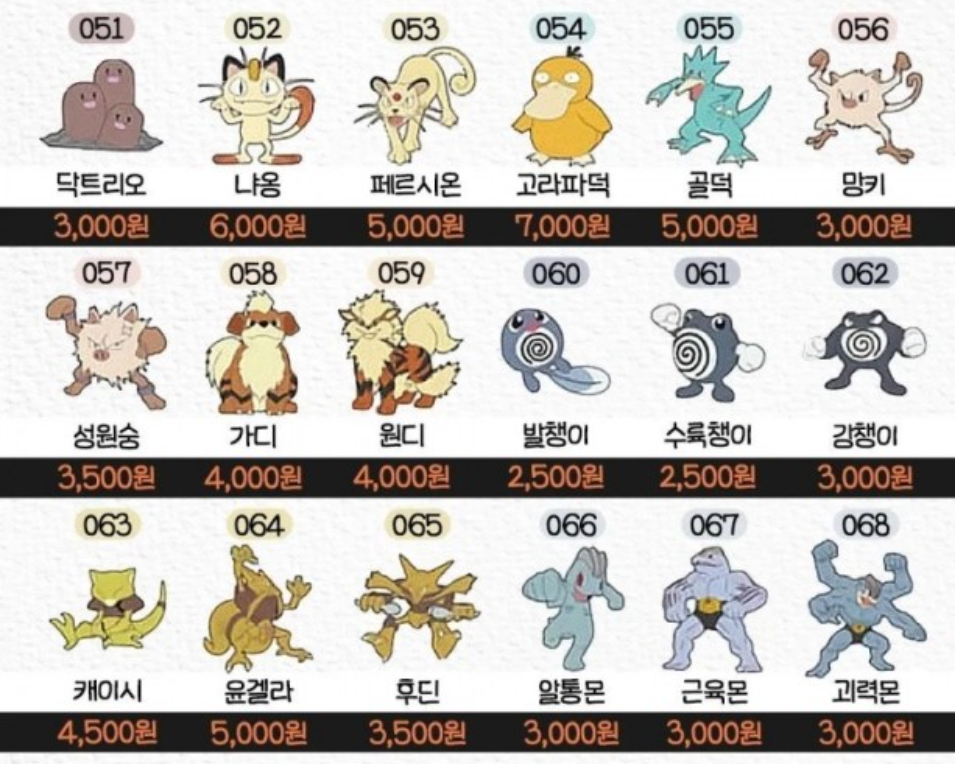 051 052 053 054 055 056
닥트리오 냐옹 페르시온 고라파덕 골덕 망키
3,000원 6,000원 5,000원 7,000원 5,000원 3,000원
057 058 059 060 061 062
성원숭 가디 윈디 발챙이 수륙챙이 강챙이
3,500원 4,000원 4,000원 2,500원 2,500원 3,000원
063 064 065 066 067 068
캐이시 윤겔라 후딘 알통몬 근육몬 괴력몬
4,500원 5,000원 3,500원 3,000원 3,000원 3,000원